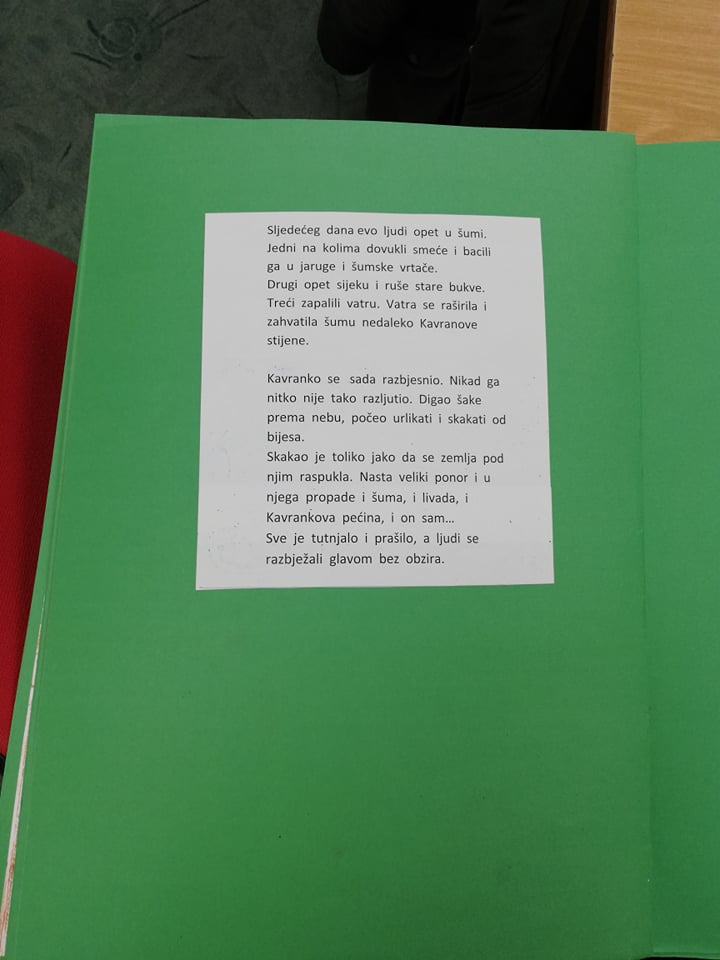 Sljedećeg dana evo ljudi opet u šumi.
Jedni na kolima dovukli smeće i bacili
ga u jaruge i šumske vrtače.
Drugi opet sijeku i ruše stare bukve.
Treći zapalili vatru. Vatra se raširila i
zahvatila šumu nedaleko Kavranove
stijene.
Kavranko se sada razbjesnio. Nikad ga
nitko nije tako razljutio. Digao šake
prema nebu, počeo urlikati i skakati od
bijesa.
Skakao je toliko jako da se zemlja pod
njim raspukla. Nasta veliki ponor i u
njega propade i šuma, i livada, i
Kavrankova pećina, i on sam...
Sve je tutnjalo i prašilo, a ljudi se
razbježali glavom bez obzira.